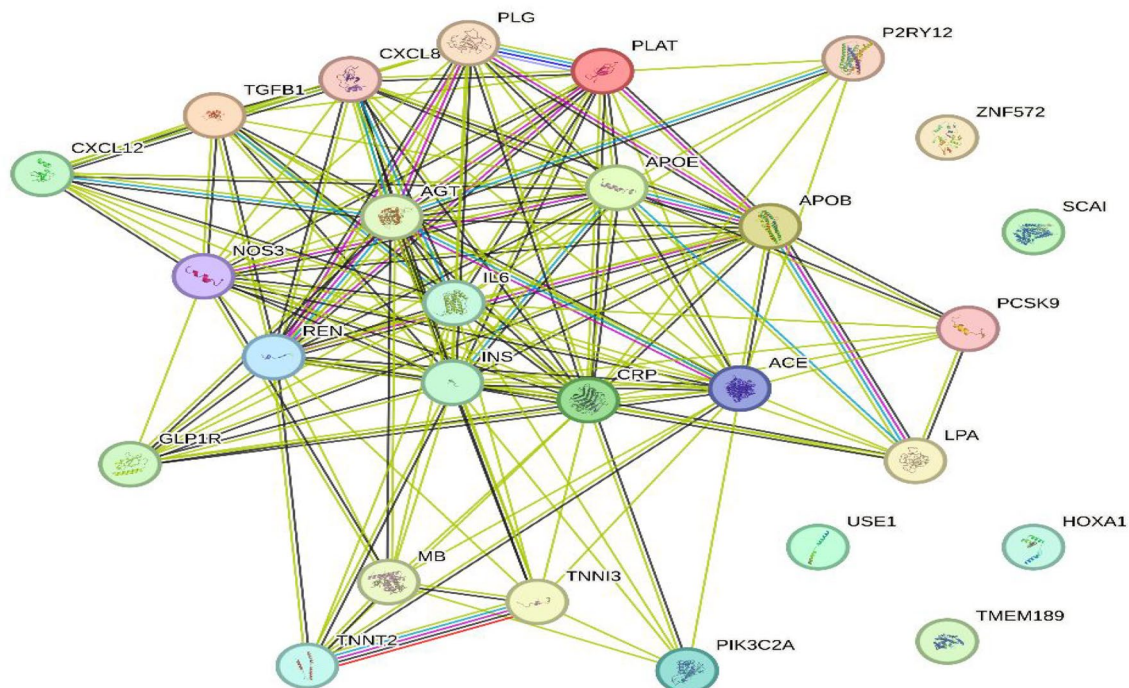 PLG
P2RY12
PLAT
CXCL8
TGFB1
ZNF572
CXCL12
APOE
AGT
APOB
SCAI
NOS3
IL6
PCSK9
REN
INS
CRP
ACE
GLP1R
LPA
USE1
HOXA1
MB
TNNI3
TMEM189
TNNT2
PIK3C2A